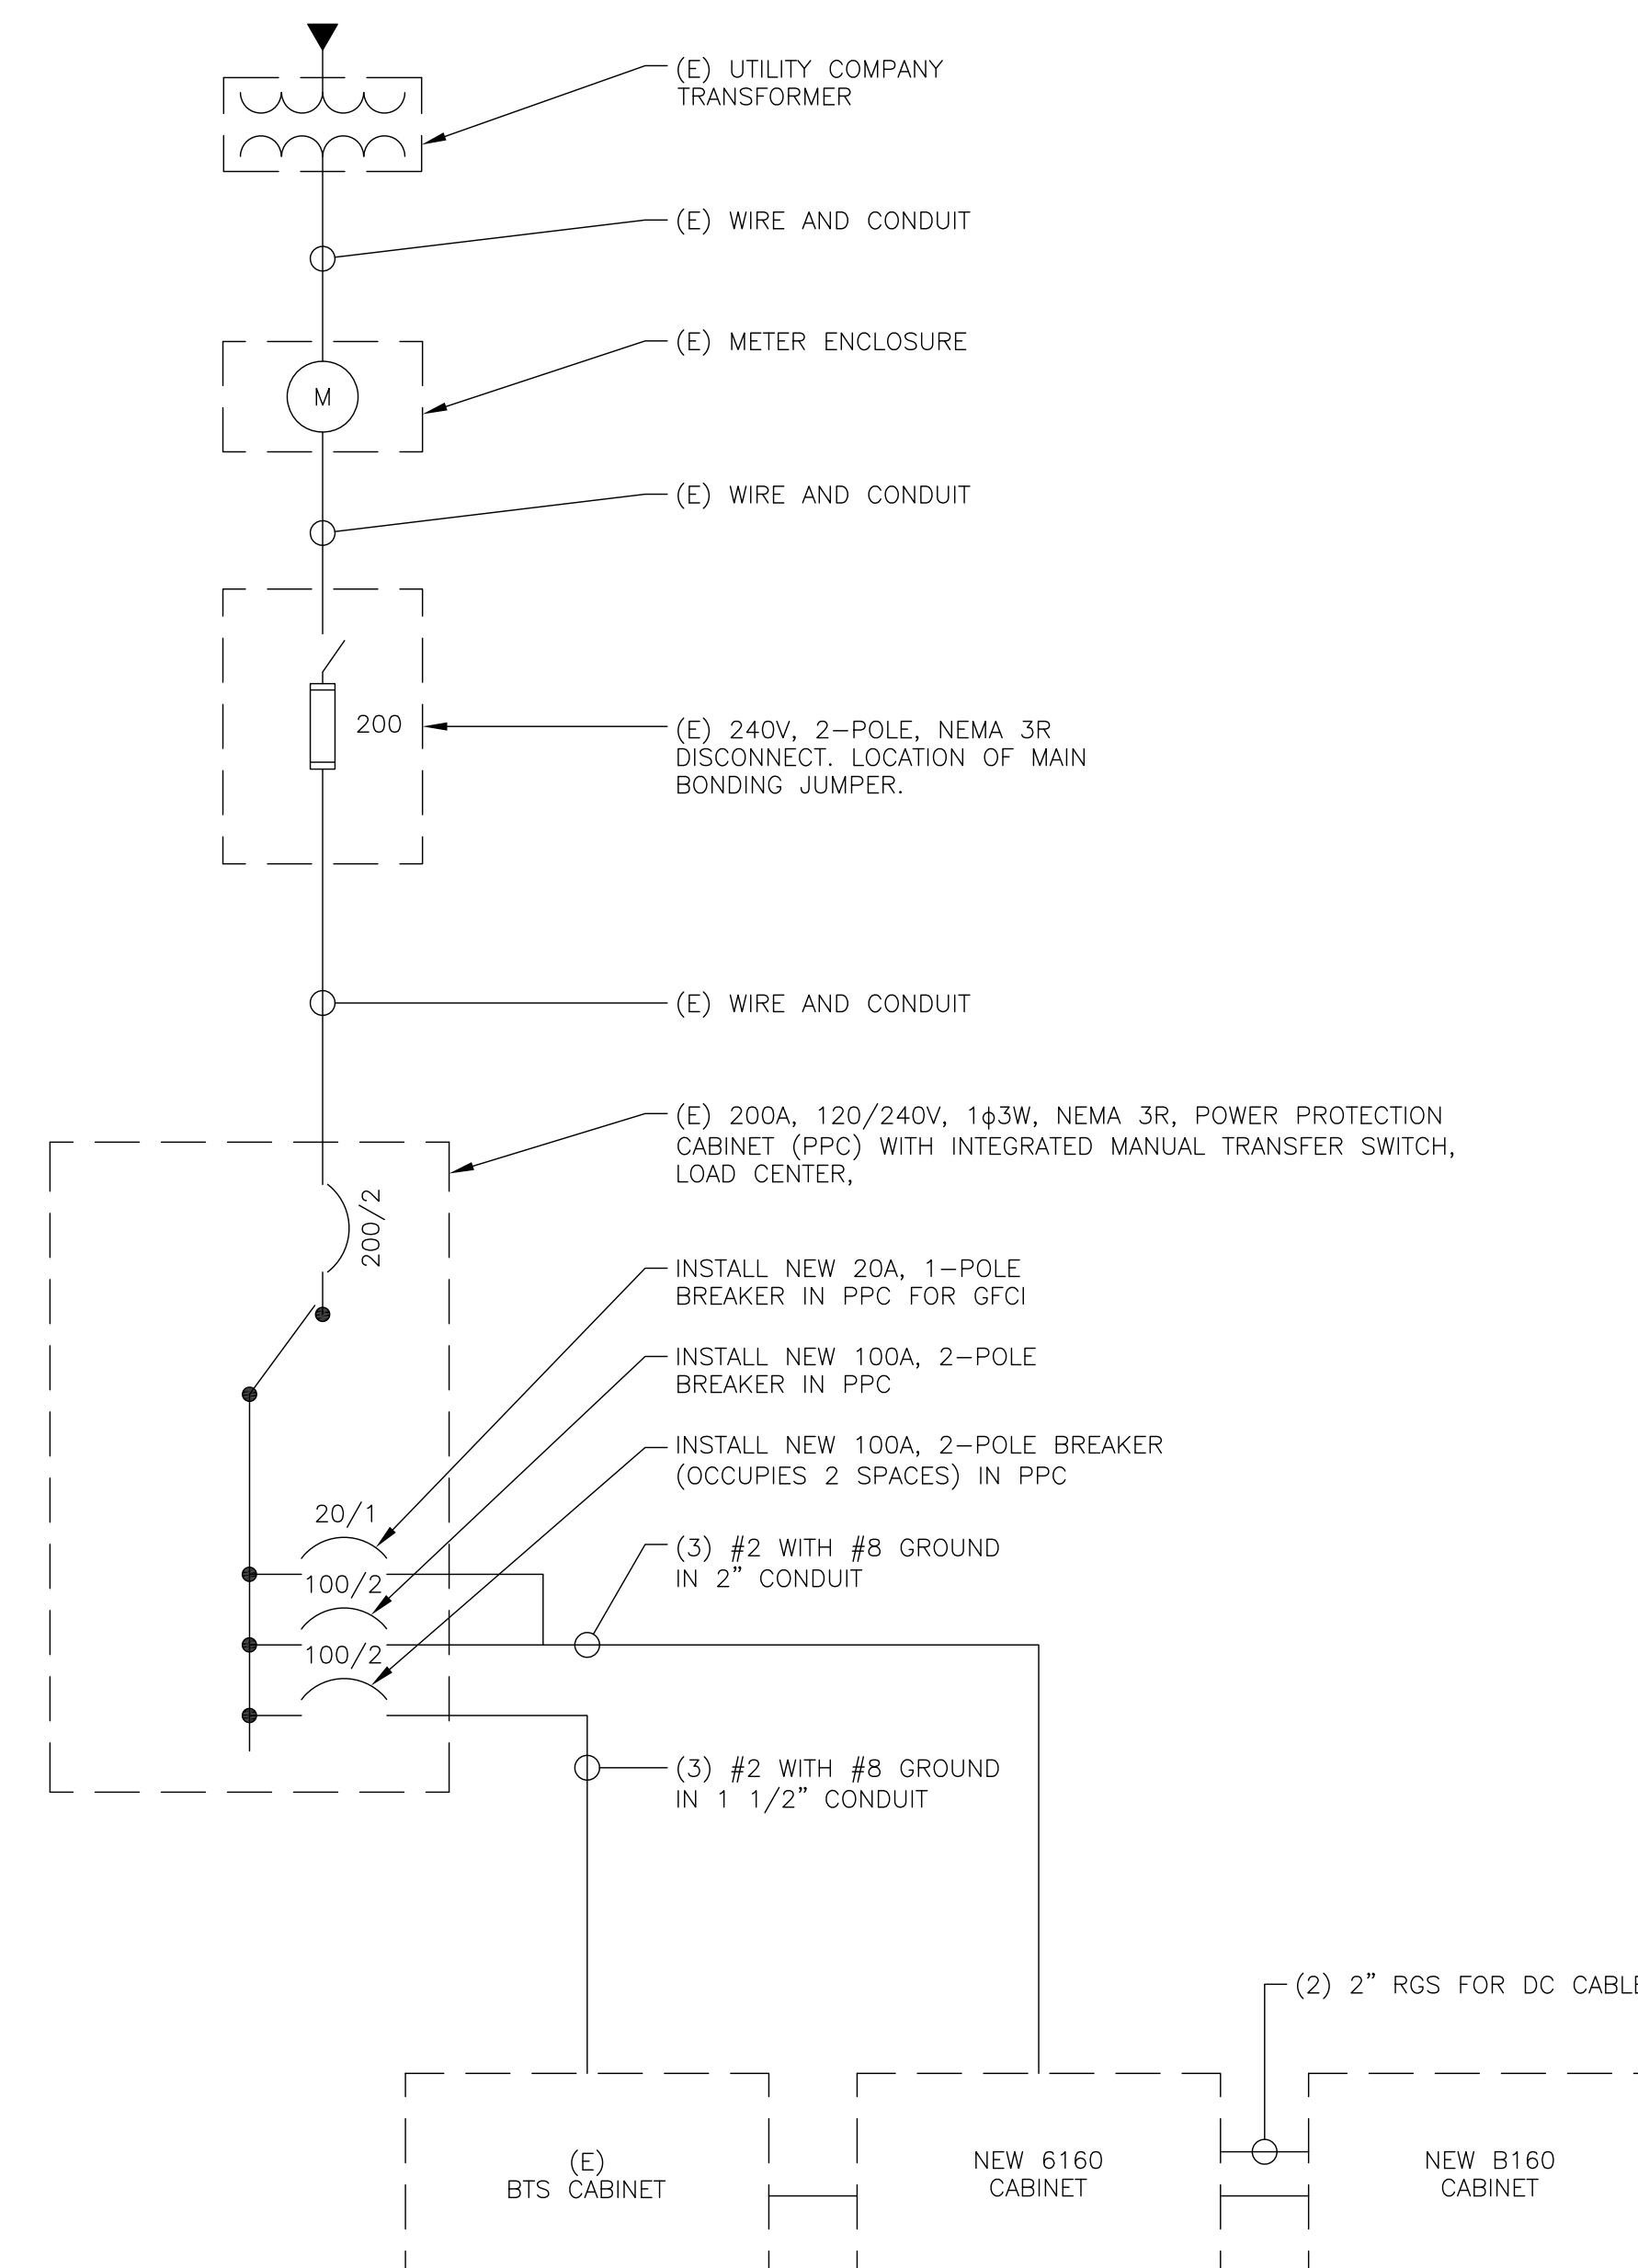 (E) UTILITY COMPANY
TRANSFORMER
(E) WIRE AND CONDUIT
(E) METER ENCLOSURE
M
(E) WIRE AND CONDUIT
200
(E) 240V, 2-POLE, NEMA 3R
DISCONNECT. LOCATION OF MAIN
BONDING JUMPER.
(E) WIRE AND CONDUIT
(E) 200A, 120/240V, 1ϕ3W, NEMA 3R, POWER PROTECTION
CABINET (PPC) WITH INTEGRATED MANUAL TRANSFER SWITCH,
LOAD CENTER,
200/2
INSTALL NEW 20A, 1-POLE
BREAKER IN PPC FOR GFCI
INSTALL NEW 100A, 2-POLE
BREAKER IN PPC
INSTALL NEW 100A, 2-POLE BREAKER
(OCCUPIES 2 SPACES) IN PPC
20/1
100/2
100/2
(3) #2 WITH #8 GROUND
IN 2” CONDUIT
(3) #2 WITH #8 GROUND
IN 1 1/2” CONDUIT
(2) 2” RGS FOR DC CABLE
(E)
BTS CABINET
NEW 6160
CABINET
NEW B160
CABINET